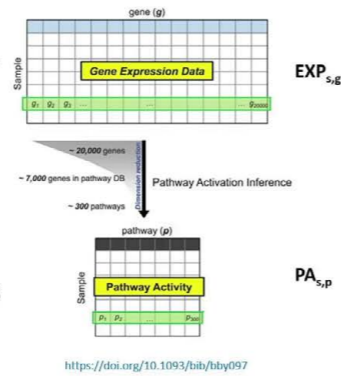 gene (g)
Sample
Gene Expression Data
EXPs,g
g1 g2 g3 ... ... ... g20000
~ 20,000 genes
~ 7,000 genes in pathway DB
~ 300 pathways
Dimension reduction
Pathway Activation Inference
pathway (p)
Sample
Pathway Activity
PAs,p
P1 P2 ... P300
https://doi.org/10.1093/bib/bby097